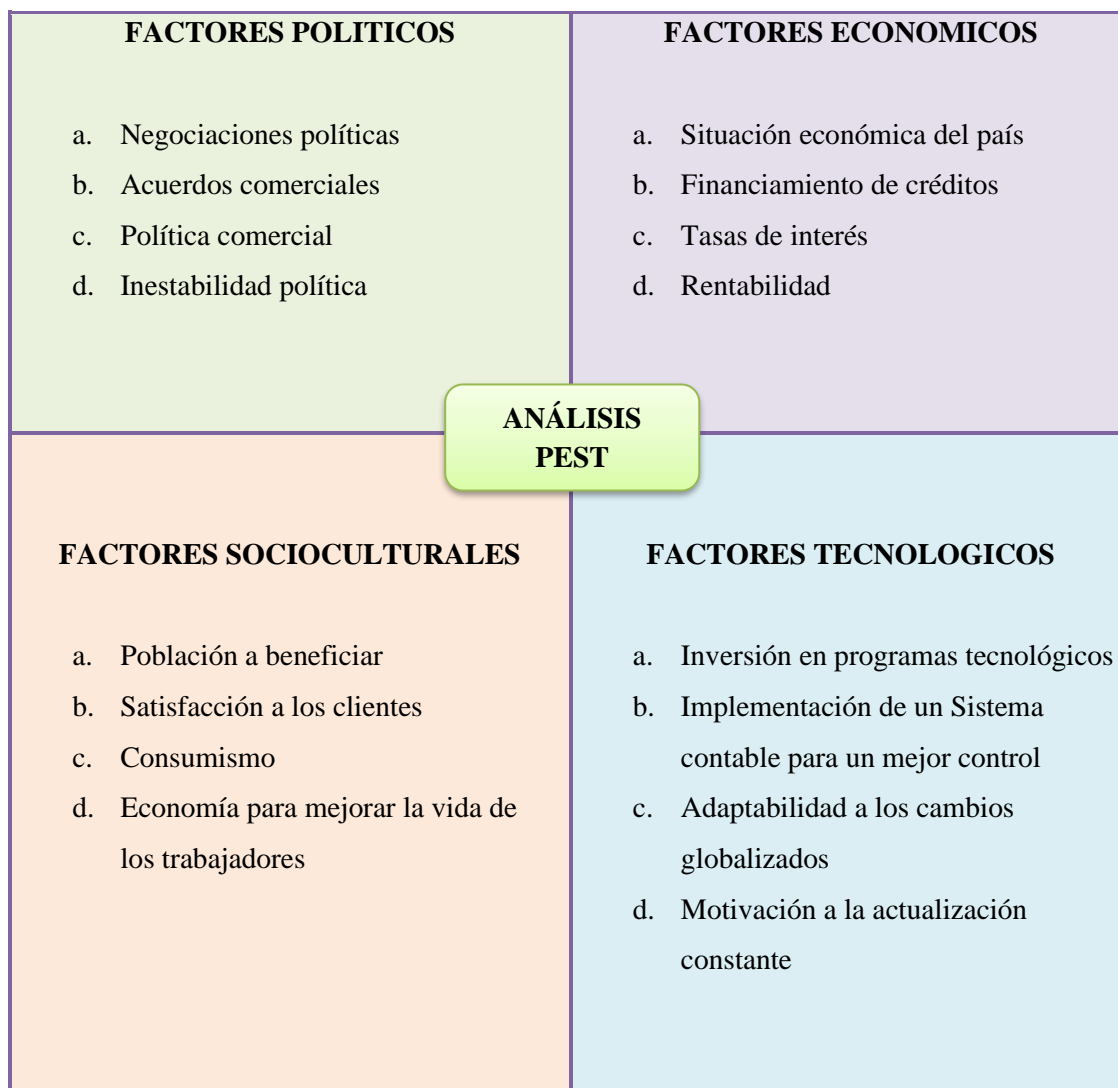 FACTORES POLITICOS
a. Negociaciones políticas
b. Acuerdos comerciales
c. Política comercial
d. Inestabilidad política
FACTORES ECONOMICOS
a. Situación económica del país
b. Financiamiento de créditos
c. Tasas de interés
d. Rentabilidad
ANÁLISIS
PEST
FACTORES SOCIOCULTURALES
a. Población a beneficiar
b. Satisfacción a los clientes
c. Consumismo
d. Economía para mejorar la vida de
los trabajadores
FACTORES TECNOLOGICOS
a. Inversión en programas tecnológicos
b. Implementación de un Sistema
contable para un mejor control
c. Adaptabilidad a los cambios
globalizados
d. Motivación a la actualización
constante